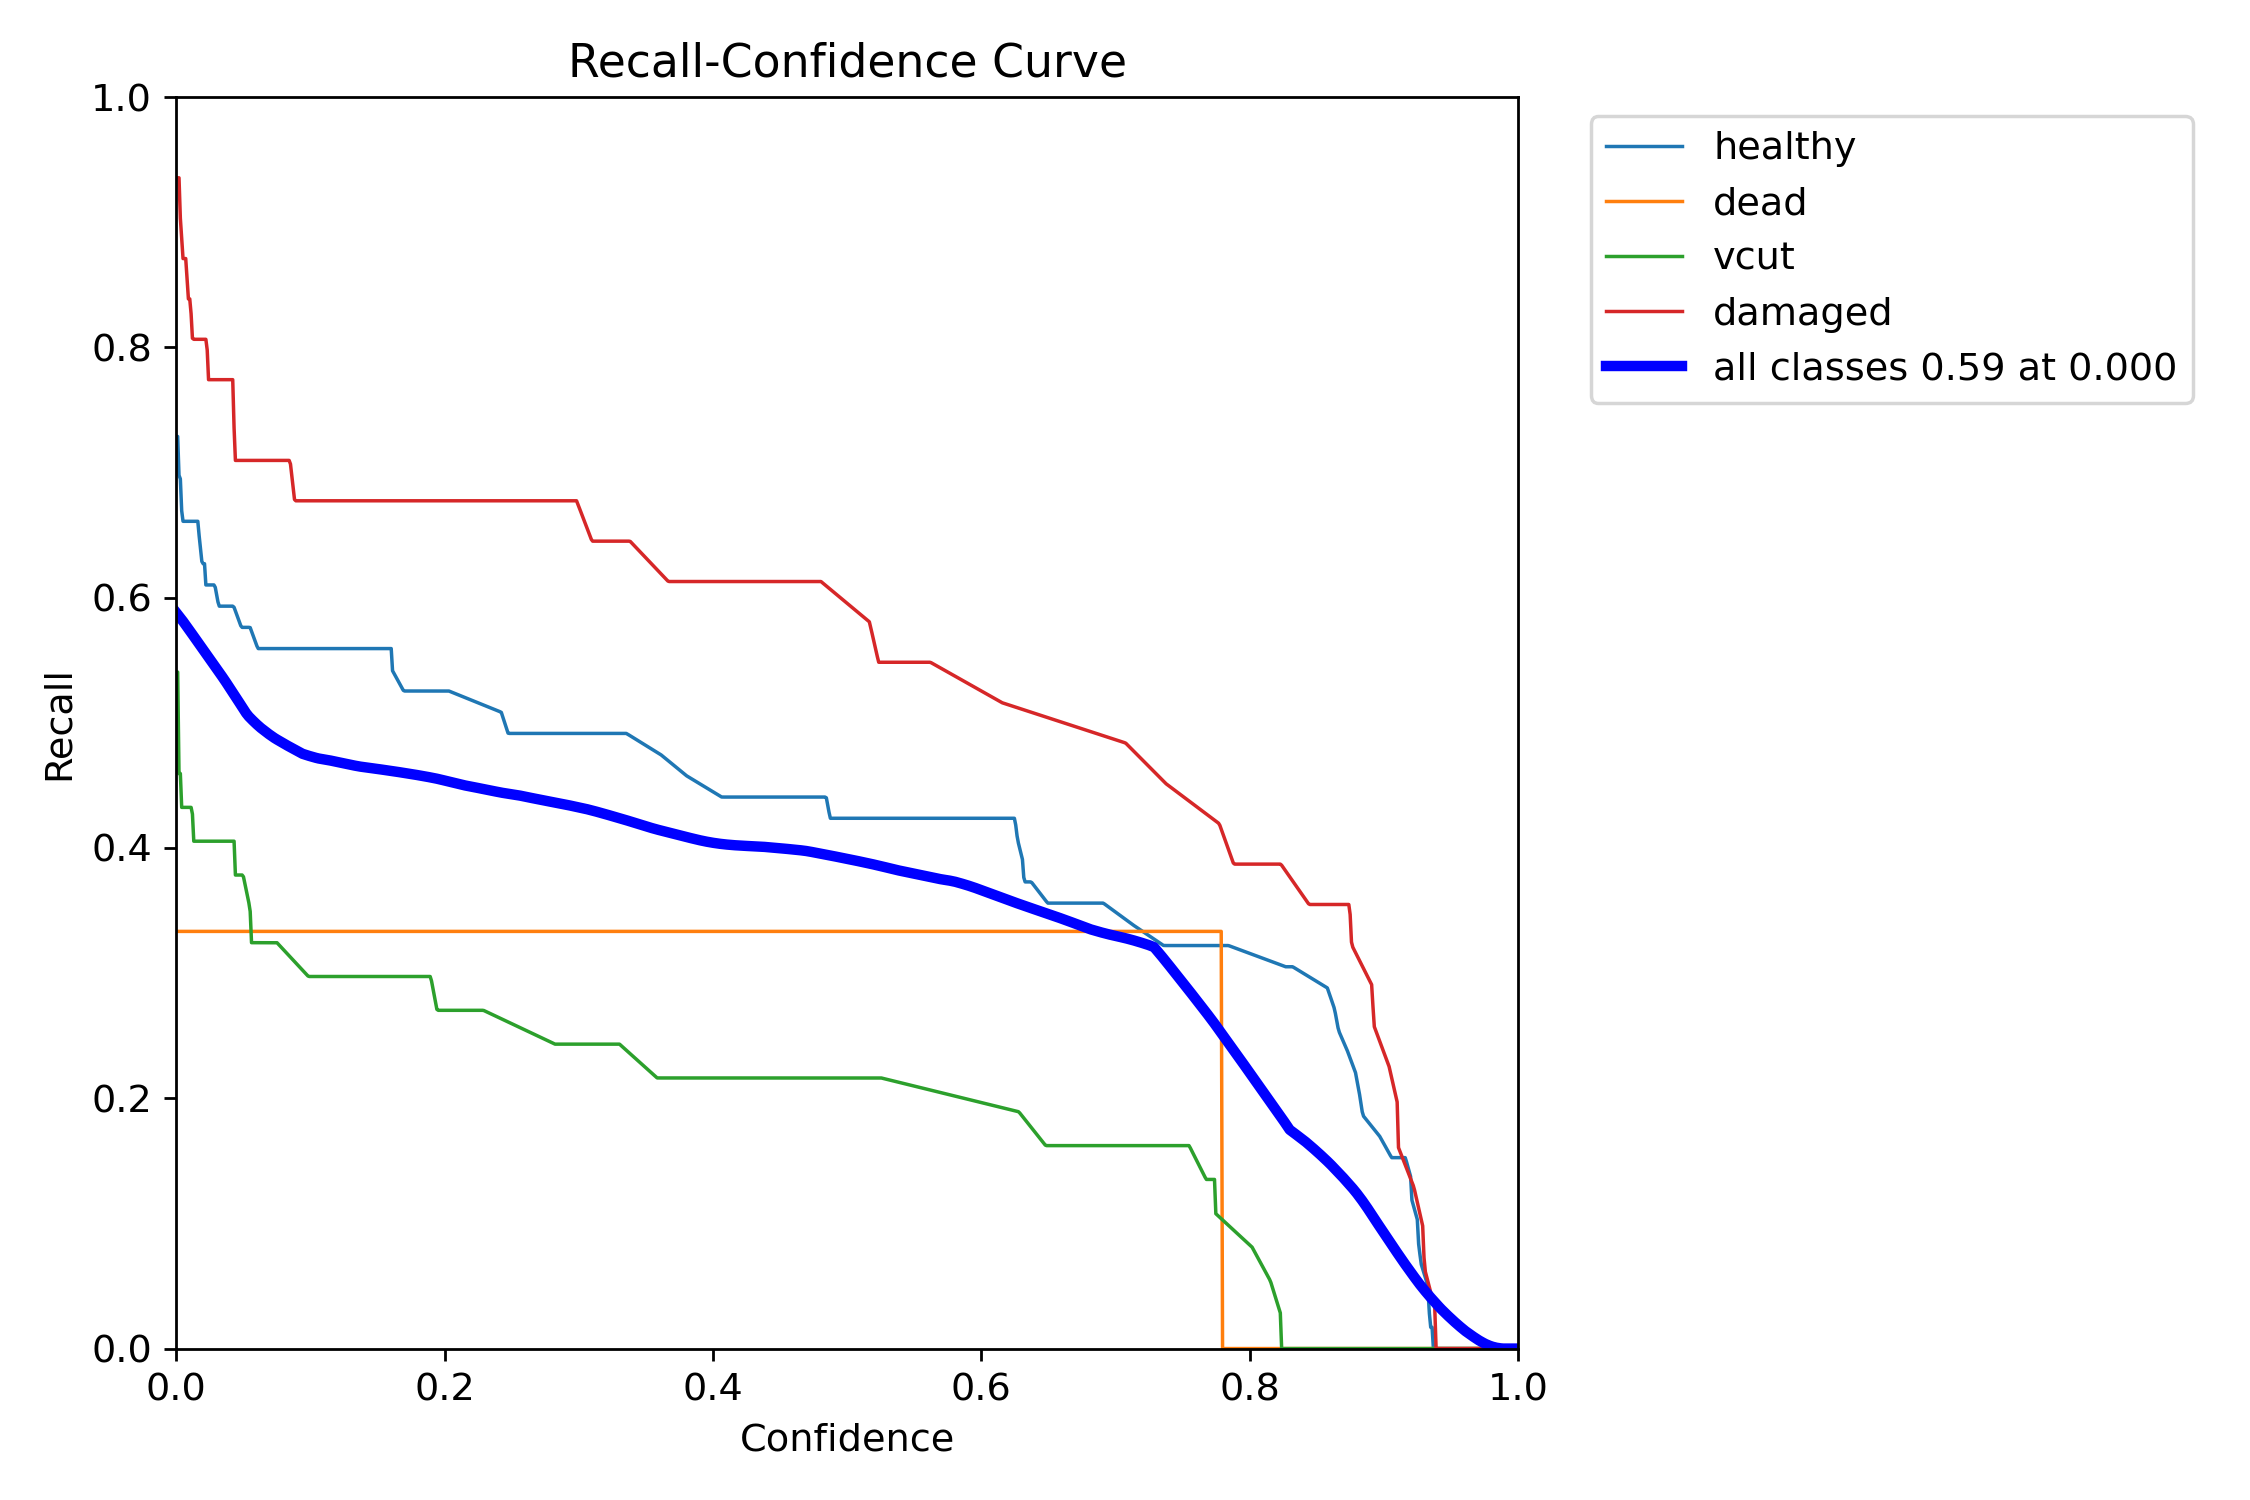 Recall-Confidence Curve
1.0
0.8
0.6
0.4
0.2
0.0
Recall
0.0 0.2 0.4 0.6 0.8 1.0
Confidence
healthy
dead
vcut
damaged
all classes 0.59 at 0.000